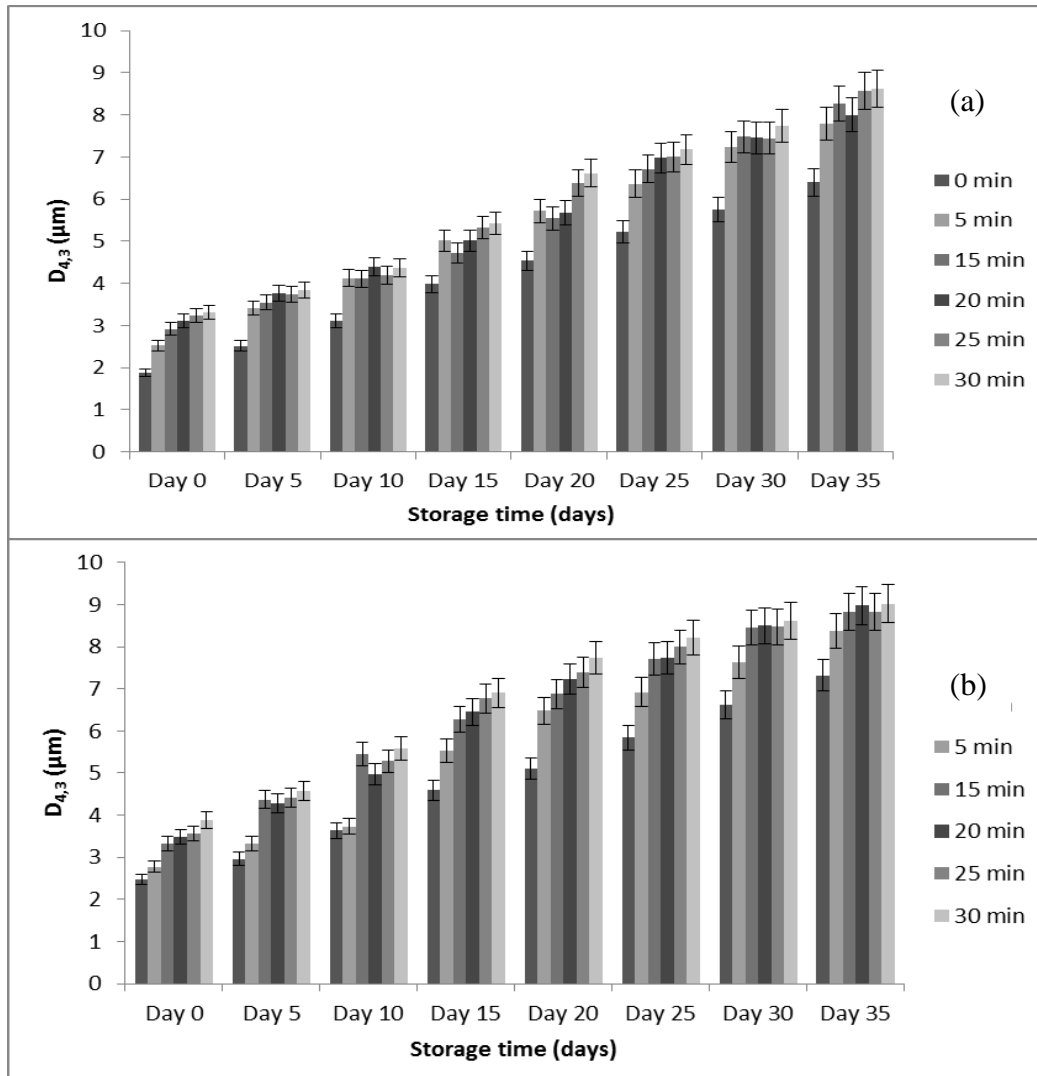 10
9
8
7
6
5
4
3
2
1
0
D4,3 (µm)
Day 0 Day 5 Day 10 Day 15 Day 20 Day 25 Day 30 Day 35
Storage time (days)
(a)
0 min
5 min
15 min
20 min
25 min
30 min
10
9
8
7
6
5
4
3
2
1
0
D4,3 (µm)
Day 0 Day 5 Day 10 Day 15 Day 20 Day 25 Day 30 Day 35
Storage time (days)
(b)
5 min
15 min
20 min
25 min
30 min